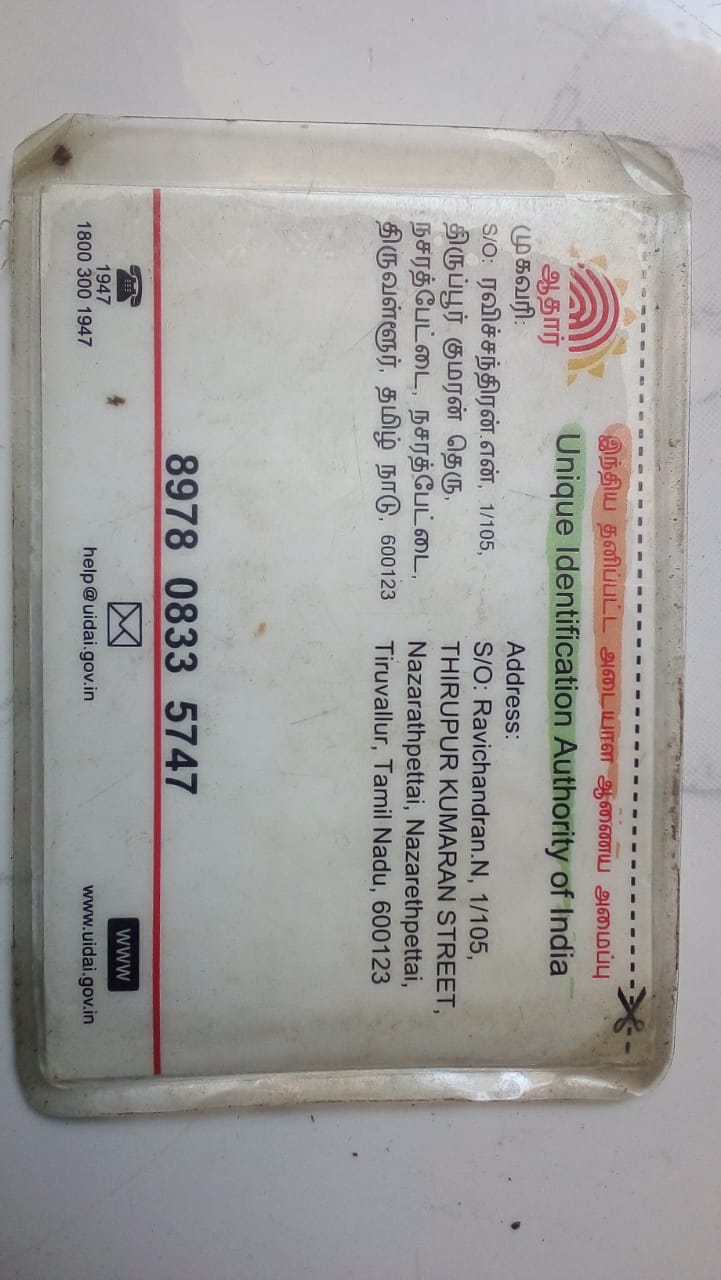 இந்திய தனிப்பட்ட அடையாள ஆணைய அமைப்பு
Unique Identification Authority of India
ஆதார்
முகவரி:
S/O: ரவிச்சந்திரன்.என், 1/105,
திருப்பூர் குமரன் தெரு,
நசரத்பேட்டை, நசரத்பேட்டை,
திருவள்ளூர், தமிழ் நாடு, 600123
Address:
S/O: Ravichandran.N, 1/105,
THIRUPUR KUMARAN STREET,
Nazarathpettai, Nazarethpettai,
Tiruvallur, Tamil Nadu, 600123
8978 0833 5747
1947
1800 300 1947
help@uidai.gov.in
WWW
www.uidai.gov.in